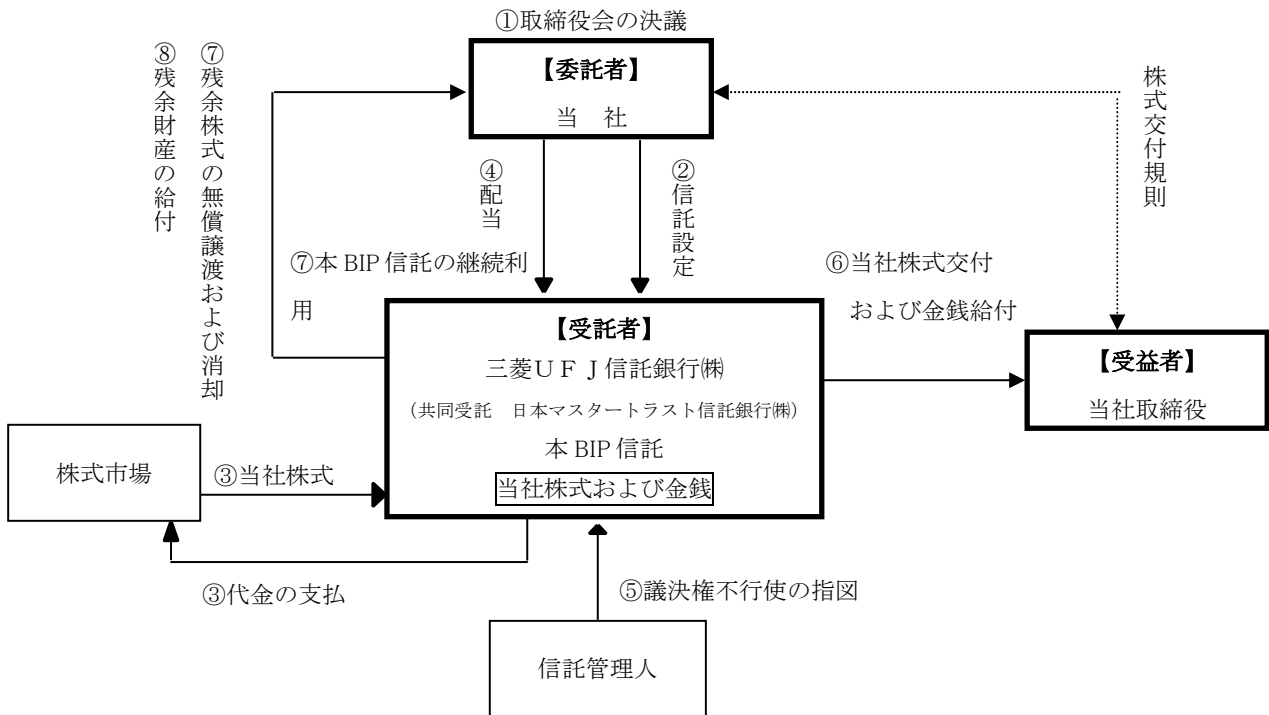 ①取締役会の決議
【委託者】
当 社
⑧残余財産の給付
⑦残余株式の無償譲渡および消却
④配当
②信託設定
株式交付規則
⑦本 BIP 信託の継続利
用
⑥当社株式交付
および金銭給付
【受託者】
三菱ＵＦＪ信託銀行㈱
(共同受託 日本マスタートラスト信託銀行㈱)
本 BIP 信託
当社株式および金銭
【受益者】
当社取締役
株式市場
③当社株式
③代金の支払
⑤議決権不行使の指図
信託管理人